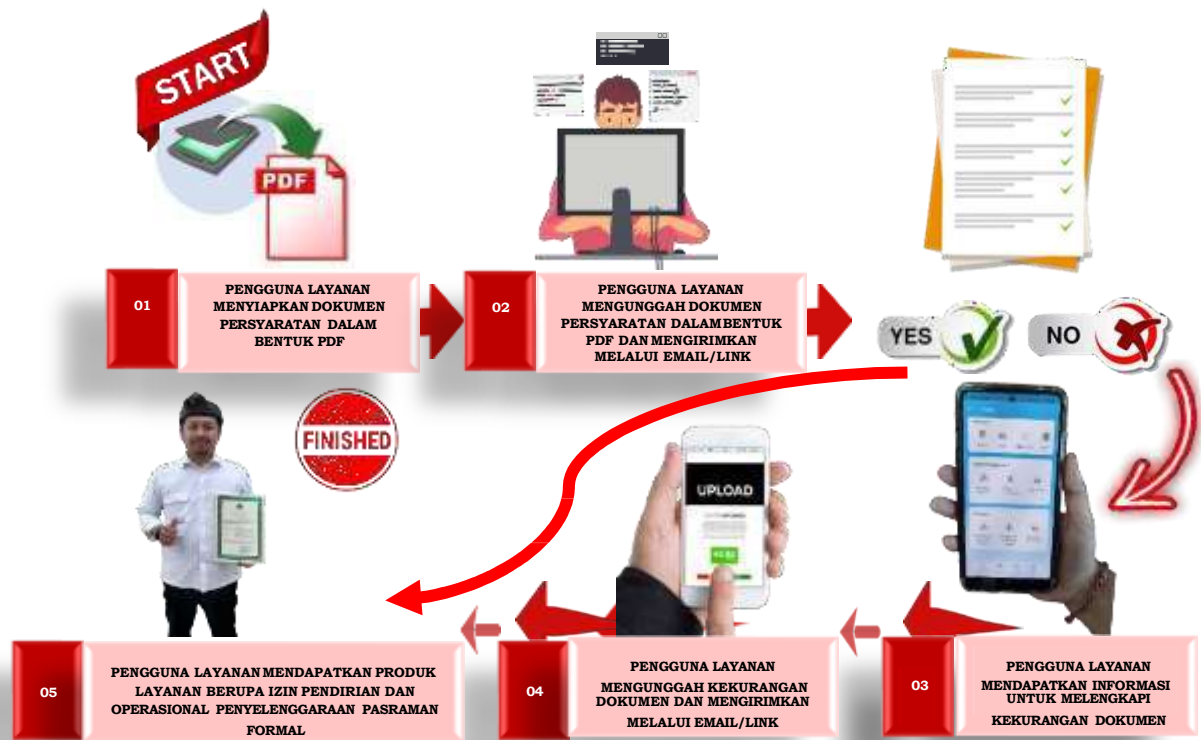 START
PDF
01
PENGGUNA LAYANAN
MENYIAPKAN DOKUMEN
PERSYARATAN DALAM
BENTUK PDF
02
PENGGUNA LAYANAN
MENGUNGGAH DOKUMEN
PERSYARATAN DALAMBENTUK
PDF DAN MENGIRIMKAN
MELALUI EMAIL/LINK
YES
NO
FINISHED
UPLOAD
03
PENGGUNA LAYANAN
MENDAPATKAN INFORMASI
UNTUK MELENGKAPI
KEKURANGAN DOKUMEN
04
PENGGUNA LAYANAN
MENGUNGGAH KEKURANGAN
DOKUMEN DAN MENGIRIMKAN
MELALUI EMAIL/LINK
05
PENGGUNA LAYANAN MENDAPATKAN PRODUK
LAYANAN BERUPA IZIN PENDIRIAN DAN
OPERASIONAL PENYELENGGARAAN PASRAMAN
FORMAL